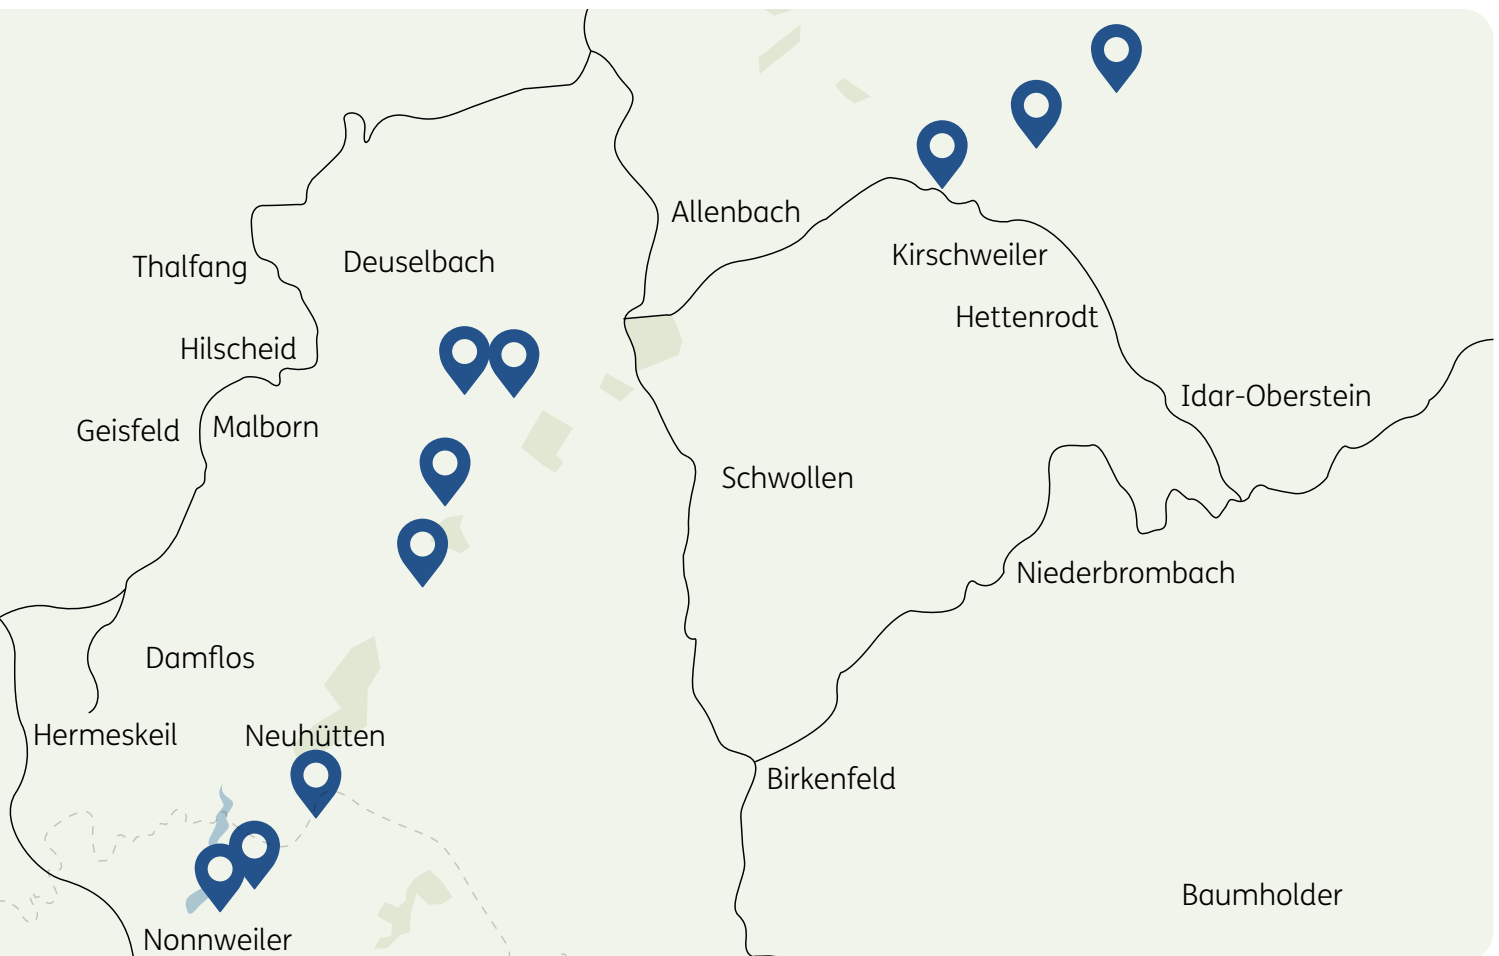 Allenbach
Kirschweiler
Thalfang
Deuselbach
Hettenrodt
Hilscheid
Idar-Oberstein
Geisfeld
Malborn
Schwollen
Niederbrombach
Damflos
Hermeskeil
Neuhütten
Birkenfeld
Baumholder
Nonnweiler